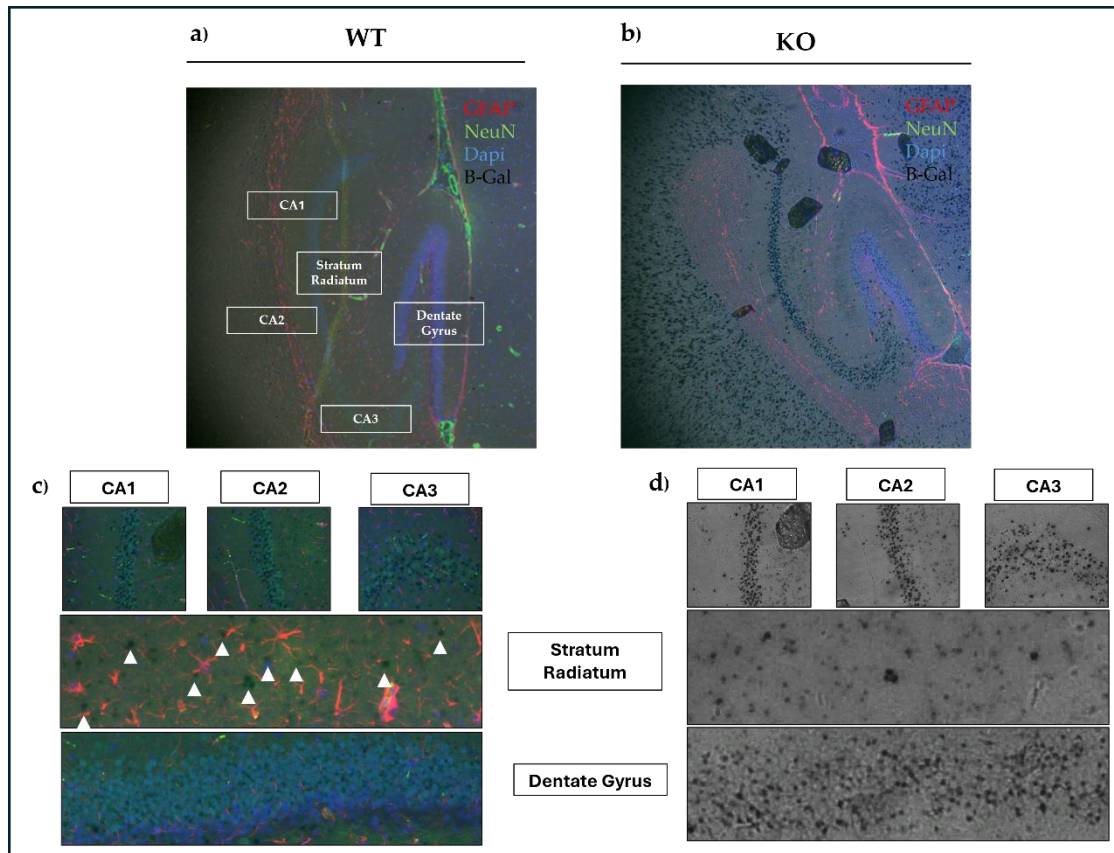 a)
WT
b)
KO
GFAP
NeuN
Dapi
B-Gal
CA1
Stratum
Radiatum
CA2
Dentate
Gyrus
CA3
GFAP
NeuN
Dapi
B-Gal
c)
CA1
CA2
CA3
d)
CA1
CA2
CA3
Stratum
Radiatum
Dentate Gyrus